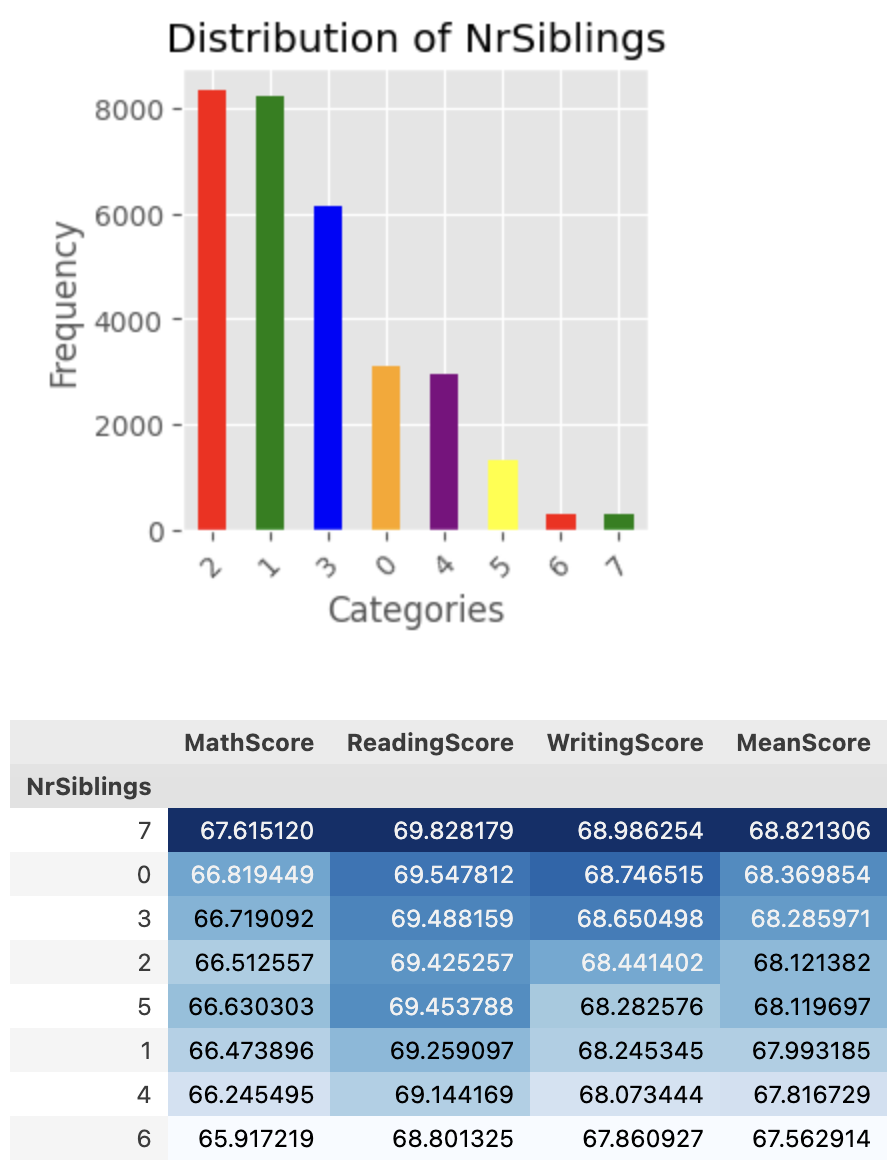 Distribution of NrSiblings
8000
6000
4000
2000
0
Frequency
2 1 3 0 4 5 6 7
Categories
MathScore ReadingScore WritingScore MeanScore
NrSiblings
7 67.615120 69.828179 68.986254 68.821306
0 66.819449 69.547812 68.746515 68.369854
3 66.719092 69.488159 68.650498 68.285971
2 66.512557 69.425257 68.441402 68.121382
5 66.630303 69.453788 68.282576 68.119697
1 66.473896 69.259097 68.245345 67.993185
4 66.245495 69.144169 68.073444 67.816729
6 65.917219 68.801325 67.860927 67.562914